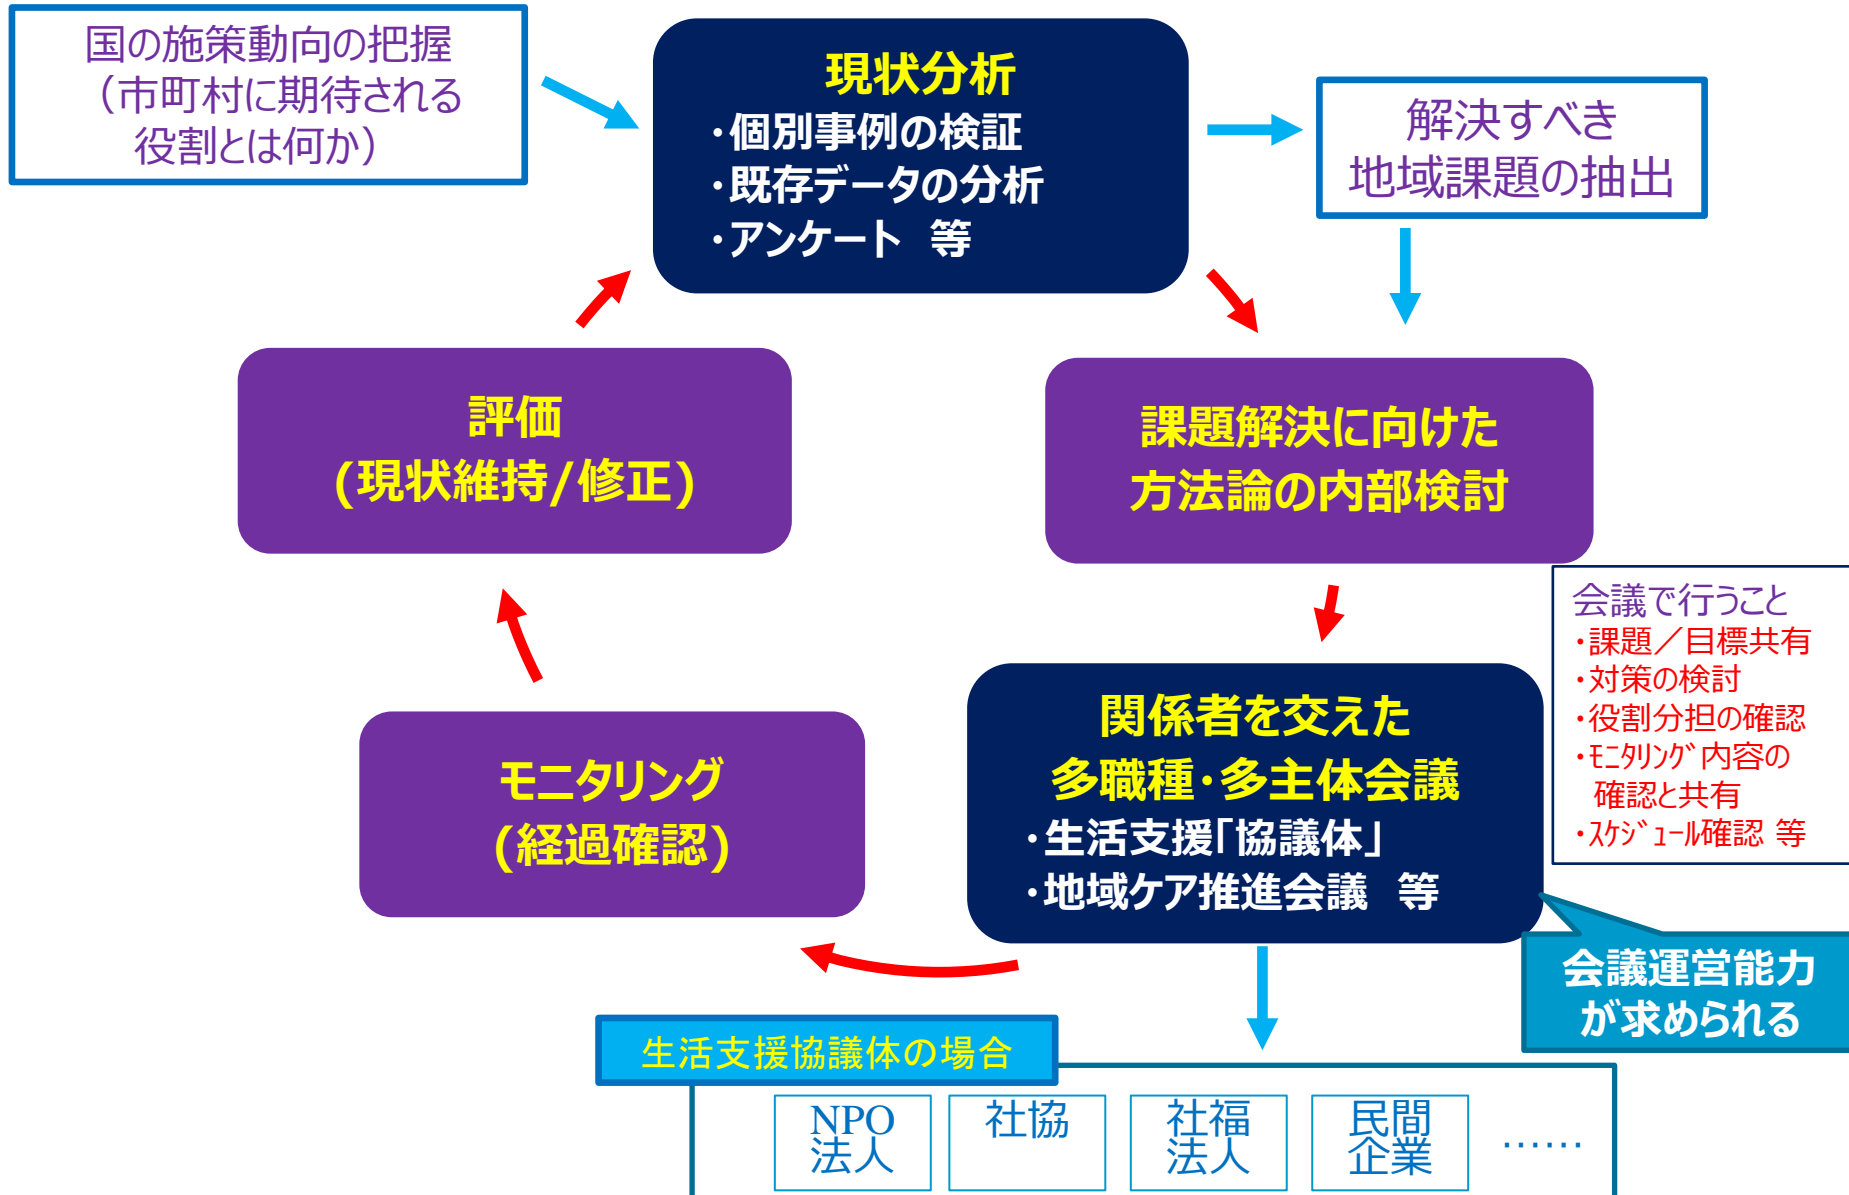 国の施策動向の把握
（市町村に期待される
役割とは何か）
現状分析
・個別事例の検証
・既存データの分析
・アンケート 等
解決すべき
地域課題の抽出
評価
(現状維持/修正)
課題解決に向けた
方法論の内部検討
会議で行うこと
・課題／目標共有
・対策の検討
・役割分担の確認
・ﾓﾆﾀﾘﾝｸﾞ内容の
確認と共有
・ｽｹｼﾞｭｰﾙ確認 等
関係者を交えた
多職種・多主体会議
・生活支援｢協議体｣
・地域ケア推進会議 等
モニタリング
(経過確認)
会議運営能力
が求められる
生活支援協議体の場合
NPO
法人
社協
社福
法人
民間
企業
……